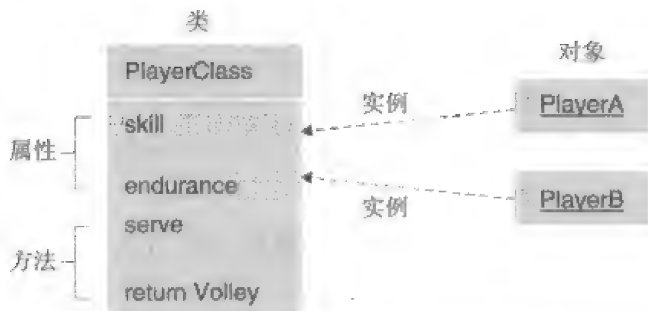 类
对象
PlayerClass
实例
PlayerA
skill
属性
endurance
PlayerB
实例
serve
方法
return Volley